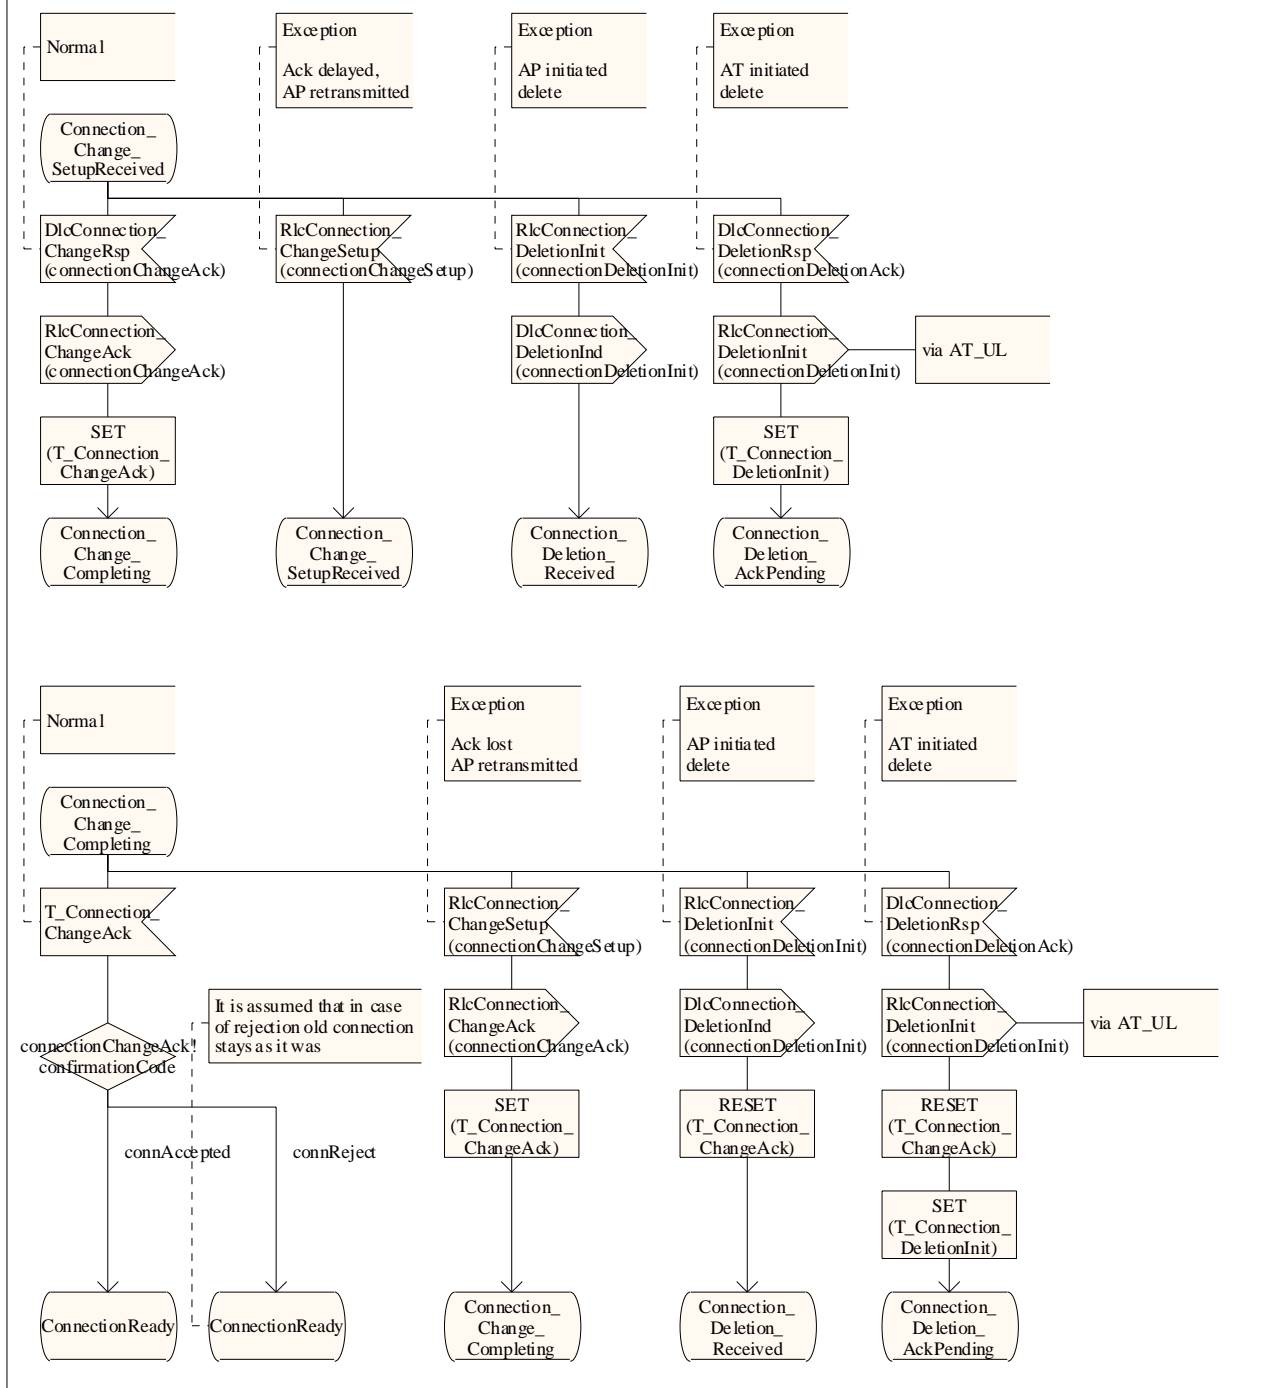 Normal
Exception
Ack delayed,
AP retransmitted
Exception
AP initiated
delete
Exception
AT initiated
delete
Connection_
Change_
SetupReceived
DlcConnection_
ChangeRsp
(connectionChangeAck)
RlcConnection_
ChangeSetup
(connectionChangeSetup)
RlcConnection_
DeletionInit
(connectionDeletionInit)
DlcConnection_
DeletionRsp
(connectionDeletionAck)
RlcConnection_
ChangeAck
(connectionChangeAck)
DlcConnection_
DeletionInd
(connectionDeletionInit)
RlcConnection_
DeletionInit
(connectionDeletionInit)
via AT_UL
SET
(T_Connection_
ChangeAck)
SET
(T_Connection_
DeletionInit)
Connection_
Change_
Completing
Connection_
Change_
SetupReceived
Connection_
Deletion_
Received
Connection_
Deletion_
AckPending
Normal
Exception
Ack lost
AP retransmitted
Exception
AP initiated
delete
Exception
AT initiated
delete
Connection_
Change_
Completing
T_Connection_
ChangeAck
RlcConnection_
ChangeSetup
(connectionChangeSetup)
RlcConnection_
DeletionInit
(connectionDeletionInit)
DlcConnection_
DeletionRsp
(connectionDeletionAck)
connectionChangeAck!
confirmationCode
It is assumed that in case
of rejection old connection
stays as it was
RlcConnection_
ChangeAck
(connectionChangeAck)
DlcConnection_
DeletionInd
(connectionDeletionInit)
RlcConnection_
DeletionInit
(connectionDeletionInit)
via AT_UL
connAccepted
connReject
SET
(T_Connection_
ChangeAck)
RESET
(T_Connection_
ChangeAck)
RESET
(T_Connection_
ChangeAck)
SET
(T_Connection_
DeletionInit)
ConnectionReady
ConnectionReady
Connection_
Change_
Completing
Connection_
Deletion_
Received
Connection_
Deletion_
AckPending